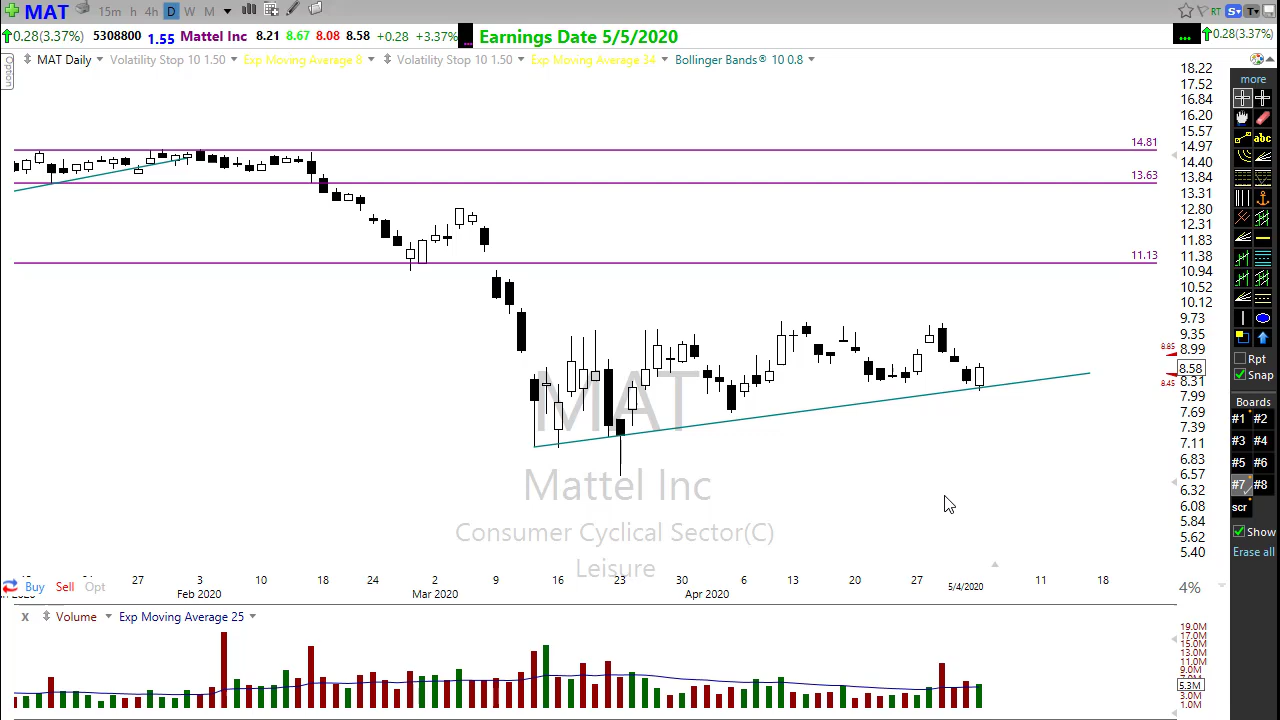 MAT 15m h 4h D W M RT S T
0.28(3.37%) 5308800 1.55 Mattel Inc 8.21 8.67 8.08 8.58 +0.28 +3.37% ... Earnings Date 5/5/2020 ... 0.28(3.37%)
Option
MAT Daily Volatility Stop 10 1.50 Exp Moving Average 8 Volatility Stop 10 1.50 Exp Moving Average 34 Bollinger Bands® 10 0.8
14.81
13.63
11.13
18.22
17.52
16.84
16.20
15.57
14.97
14.40
13.84
13.31
12.80
12.31
11.83
11.38
10.94
10.52
10.12
9.73
9.35
8.99
8.85
8.58
8.31
8.45
7.99
7.69
7.39
7.11
6.83
6.57
6.32
6.08
5.84
5.62
5.40
MAT
Mattel Inc
Consumer Cyclical Sector(C)
Leisure
more
abc
Rpt
Snap
Boards
#1 #2
#3 #4
#5 #6
#7 #8
scr
Show
Erase all
Buy Sell Opt
27 3 10 18 24 2 9 16 23 30 6 13 20 27 5/4/2020 11 18
Feb 2020 Mar 2020 Apr 2020
4%
X Volume Exp Moving Average 25
19.0M
17.0M
15.0M
13.0M
11.0M
9.0M
5.3M
3.0M
1.0M